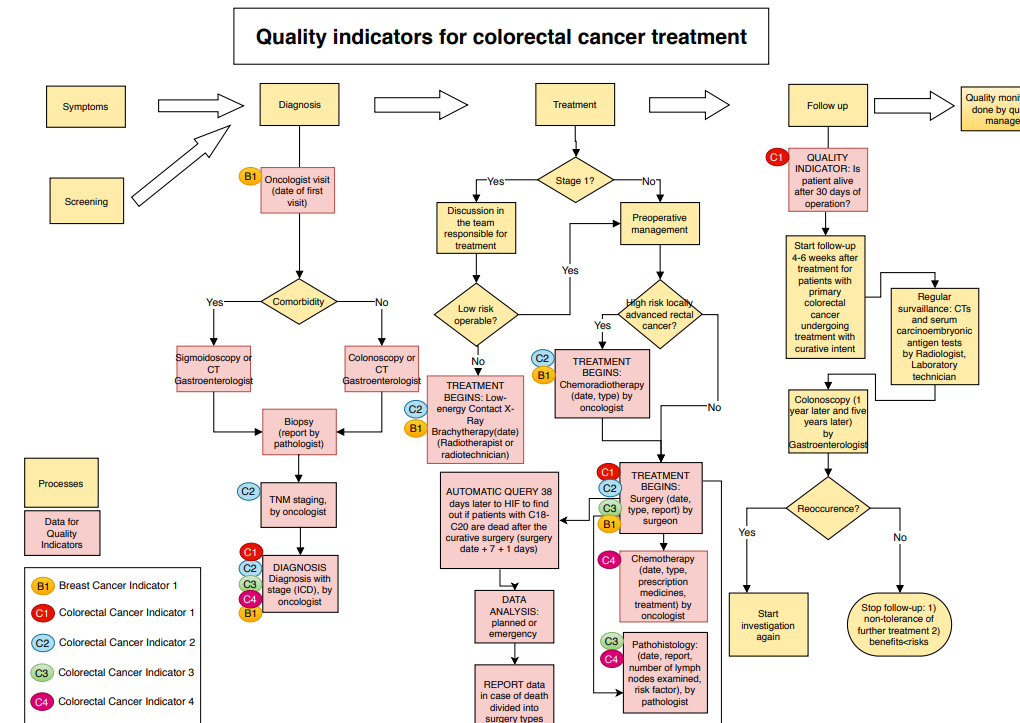 Quality indicators for colorectal cancer treatment
Symptoms
Screening
Diagnosis
B1
Oncologist visit
(date of first
visit)
Comorbidity
Yes
No
Sigmoidoscopy or
CT
Gastroenterologist
Colonoscopy or
CT
Gastroenterologist
Biopsy
(report by
pathologist)
C2
TNM staging,
by oncologist
C1
C2
C3
C4
B1
DIAGNOSIS
Diagnosis with
stage (ICD), by
oncologist
Treatment
Stage 1?
Yes
No
Discussion in
the team
responsible for
treatment
Preoperative
management
Low risk
operable?
Yes
No
High risk locally
advanced rectal
cancer?
Yes
No
C2
B1
TREATMENT
BEGINS: Low-
energy Contact X-
Ray
Brachytherapy(date)
(Radiotherapist or
radiotechnician)
C2
B1
TREATMENT
BEGINS:
Chemoradiotherapy
(date, type) by
oncologist
C1
C2
C3
B1
TREATMENT
BEGINS:
Surgery (date,
type, report) by
surgeon
AUTOMATIC QUERY 38
days later to HIF to find
out if patients with C18-
C20 are dead after the
curative surgery (surgery
date + 7 + 1 days)
DATA
ANALYSIS:
planned or
emergency
REPORT data
in case of death
divided into
surgery types
C4
Chemotherapy
(date, type,
prescription
medicines,
treatment) by
oncologist
C3
C4
Pathohistology:
(date, report,
number of lymph
nodes examined,
risk factor), by
pathologist
Follow up
C1
QUALITY
INDICATOR: Is
patient alive
after 30 days of
operation?
Start follow-up
4-6 weeks after
treatment for
patients with
primary
colorectal
cancer
undergoing
treatment with
curative intent
Regular
survaillance: CTs
and serum
carcinoembryonic
antigen tests
by Radiologist,
Laboratory
technician
Colonoscopy (1
year later and five
years later)
by
Gastroenterologist
Reoccurence?
Yes
No
Start
investigation
again
Stop follow-up: 1)
non-tolerance of
further treatment 2)
benefits<risks
Quality moni
done by qu
manage
Processes
Data for
Quality
Indicators
B1 Breast Cancer Indicator 1
C1 Colorectal Cancer Indicator 1
C2 Colorectal Cancer Indicator 2
C3 Colorectal Cancer Indicator 3
C4 Colorectal Cancer Indicator 4